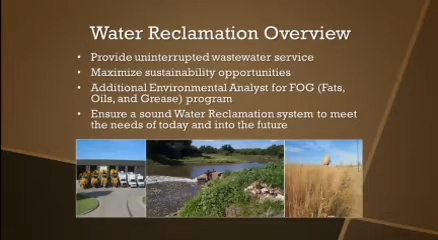 Water Reclamation Overview
• Provide uninterrupted wastewater service
• Maximize sustainability opportunities
• Additional Environmental Analyst for FOG (Fats,
Oils, and Grease) program
• Ensure a sound Water Reclamation system to meet
the needs of today and into the future